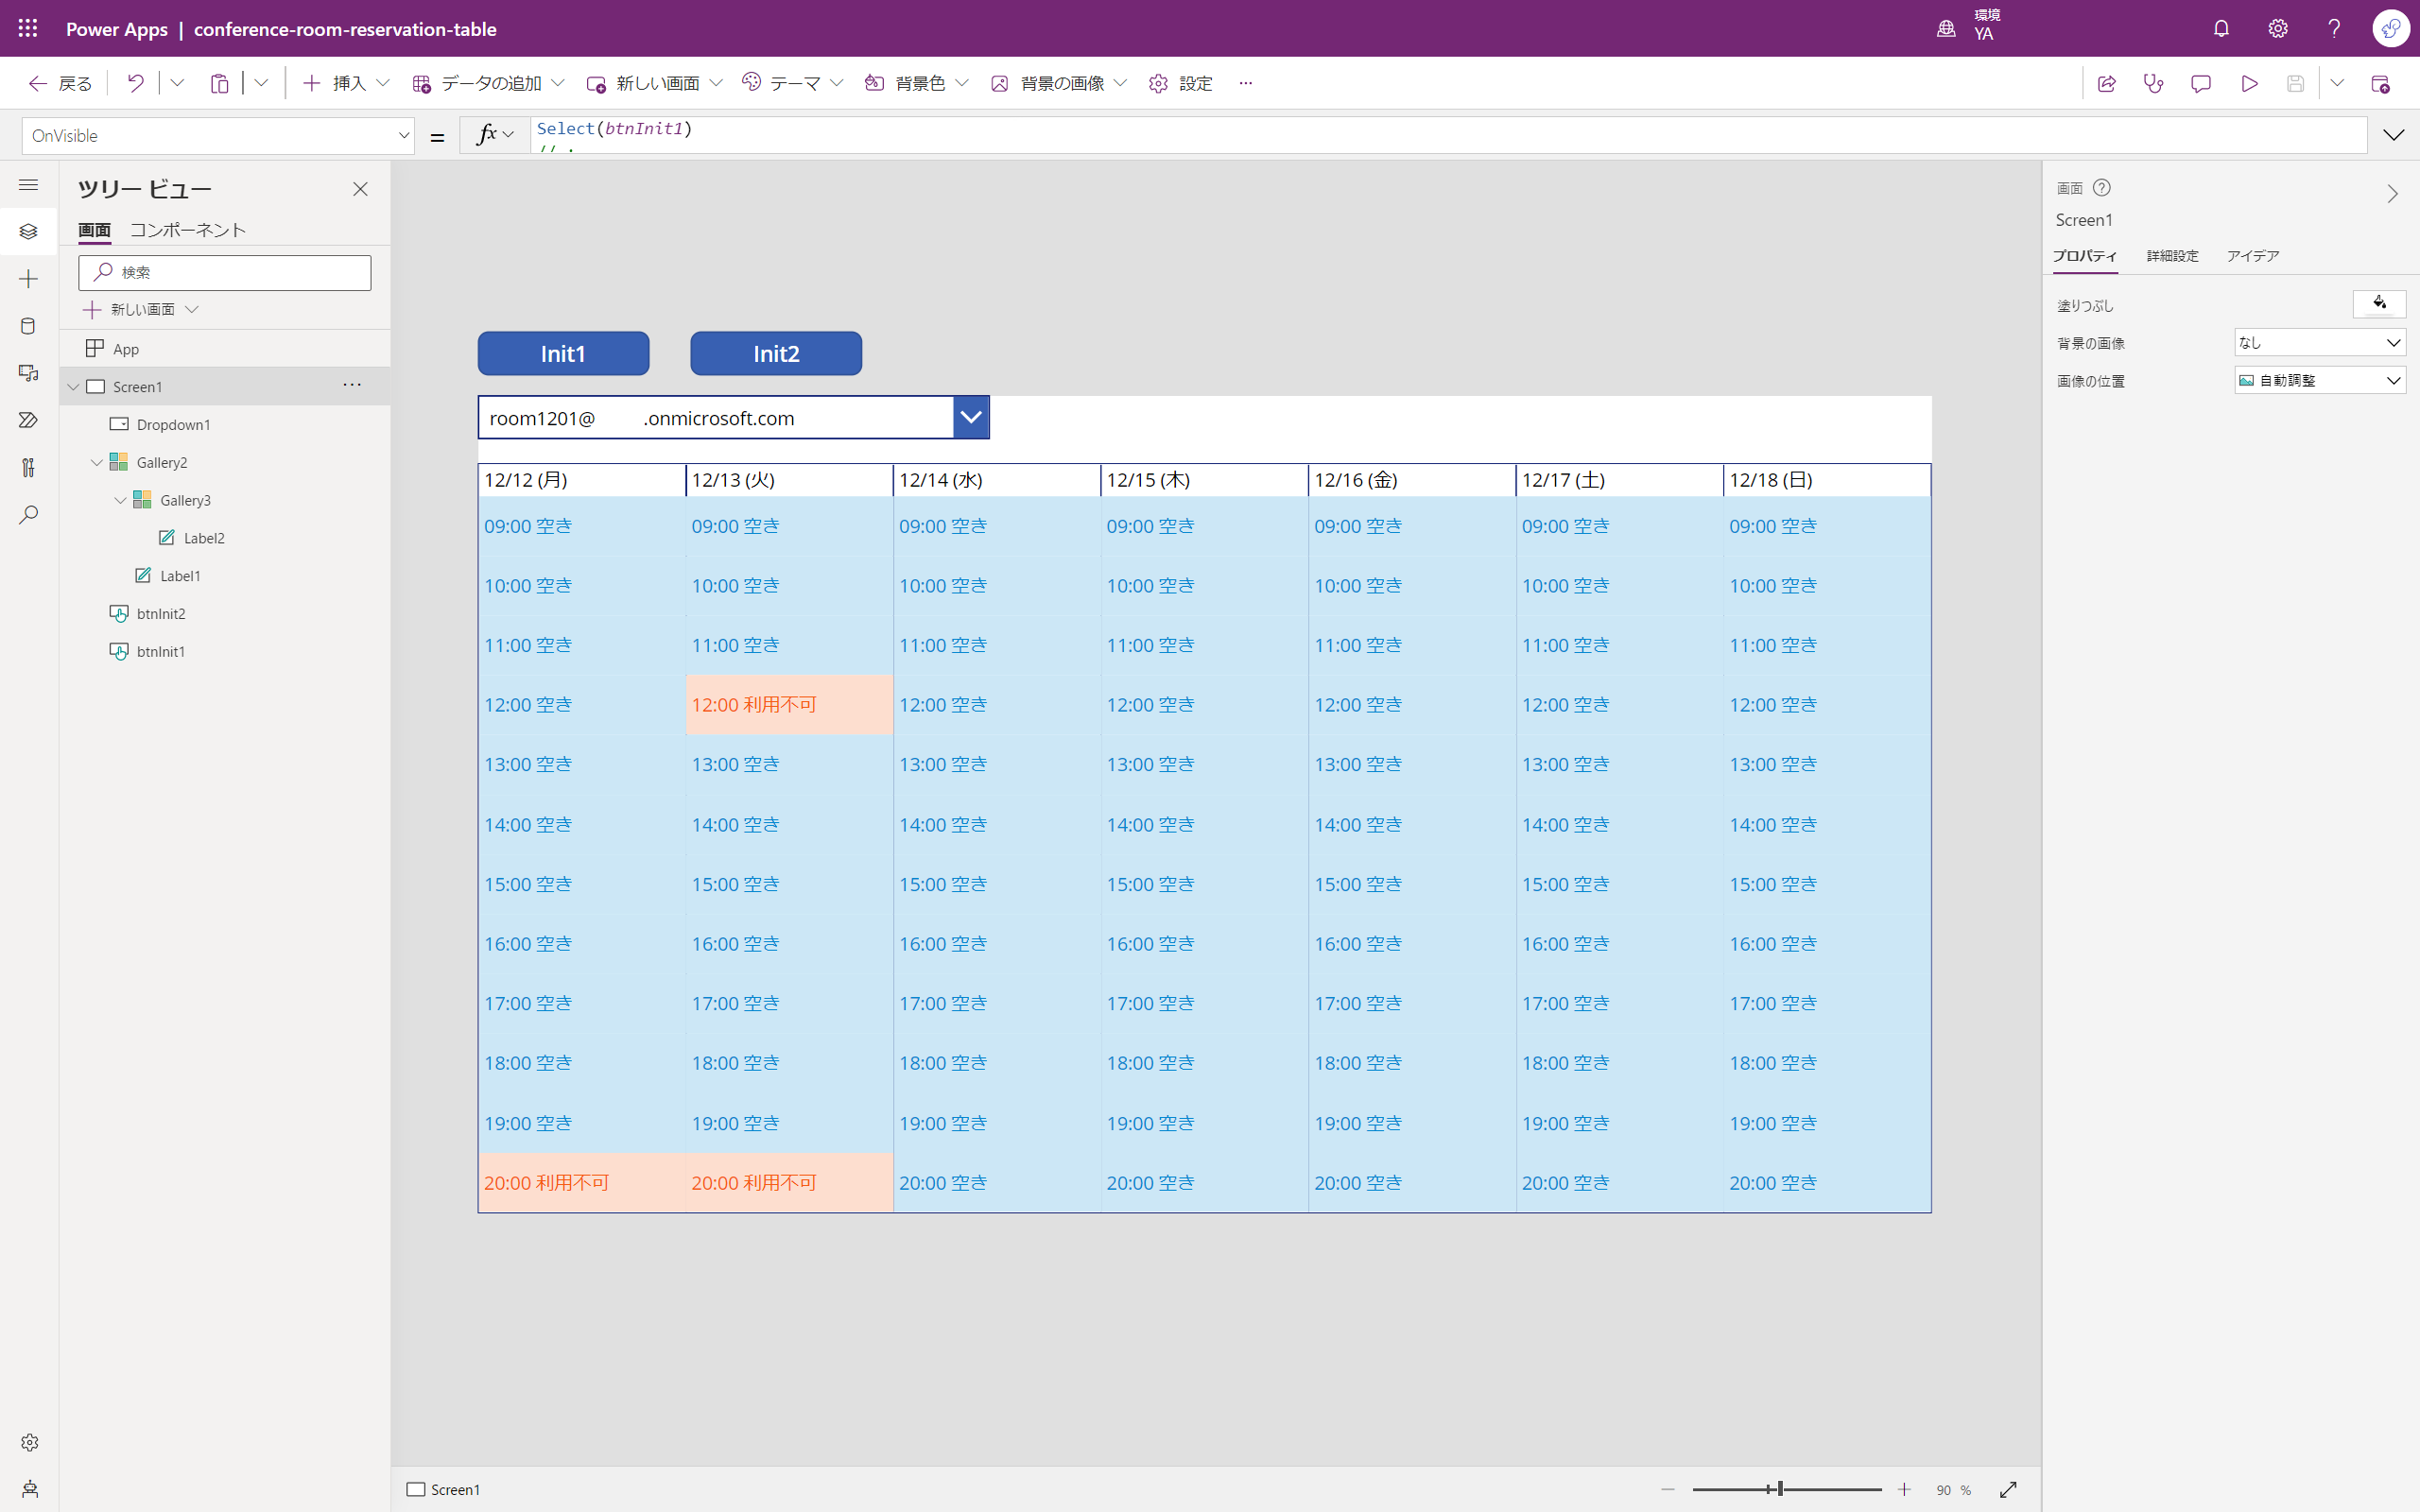 Power Apps | conference-room-reservation-table
環境
YA
戻る 挿入 データの追加 新しい画面 テーマ 背景色 背景の画像 設定 ...
OnVisible = fx Select(btnInit1)
ツリー ビュー
画面 コンポーネント
検索
新しい画面
App
Screen1 ...
Dropdown1
Gallery2
Gallery3
Label2
Label1
btnInit2
btnInit1
Init1 Init2
room1201@ .onmicrosoft.com
12/12 (月) 12/13 (火) 12/14 (水) 12/15 (木) 12/16 (金) 12/17 (土) 12/18 (日)
09:00 空き 09:00 空き 09:00 空き 09:00 空き 09:00 空き 09:00 空き 09:00 空き
10:00 空き 10:00 空き 10:00 空き 10:00 空き 10:00 空き 10:00 空き 10:00 空き
11:00 空き 11:00 空き 11:00 空き 11:00 空き 11:00 空き 11:00 空き 11:00 空き
12:00 空き 12:00 利用不可 12:00 空き 12:00 空き 12:00 空き 12:00 空き 12:00 空き
13:00 空き 13:00 空き 13:00 空き 13:00 空き 13:00 空き 13:00 空き 13:00 空き
14:00 空き 14:00 空き 14:00 空き 14:00 空き 14:00 空き 14:00 空き 14:00 空き
15:00 空き 15:00 空き 15:00 空き 15:00 空き 15:00 空き 15:00 空き 15:00 空き
16:00 空き 16:00 空き 16:00 空き 16:00 空き 16:00 空き 16:00 空き 16:00 空き
17:00 空き 17:00 空き 17:00 空き 17:00 空き 17:00 空き 17:00 空き 17:00 空き
18:00 空き 18:00 空き 18:00 空き 18:00 空き 18:00 空き 18:00 空き 18:00 空き
19:00 空き 19:00 空き 19:00 空き 19:00 空き 19:00 空き 19:00 空き 19:00 空き
20:00 利用不可 20:00 利用不可 20:00 空き 20:00 空き 20:00 空き 20:00 空き 20:00 空き
画面
Screen1
プロパティ 詳細設定 アイデア
塗りつぶし
背景の画像 なし
画像の位置 自動調整
Screen1
90 %